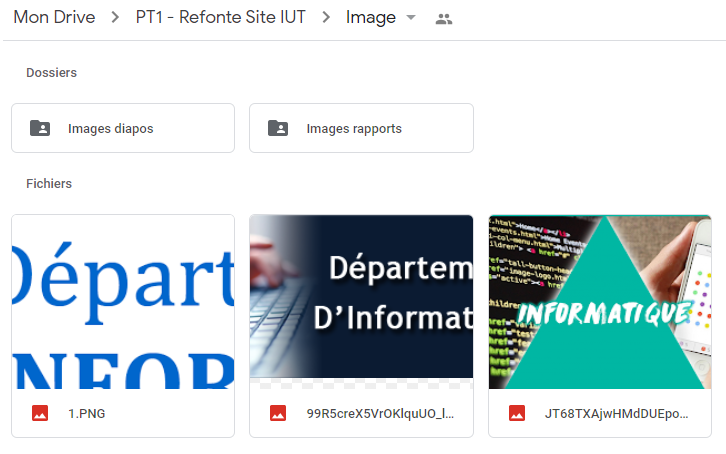 Mon Drive > PT1 - Refonte Site IUT > Image
Dossiers
Images diapos
Images rapports
Fichiers
Départ
NFOR
Départem
D'Informat
INFORMATIQUE
1.PNG
99R5creX5VrOKlquUO_l...
JT68TXAjwHMdDUEpo...